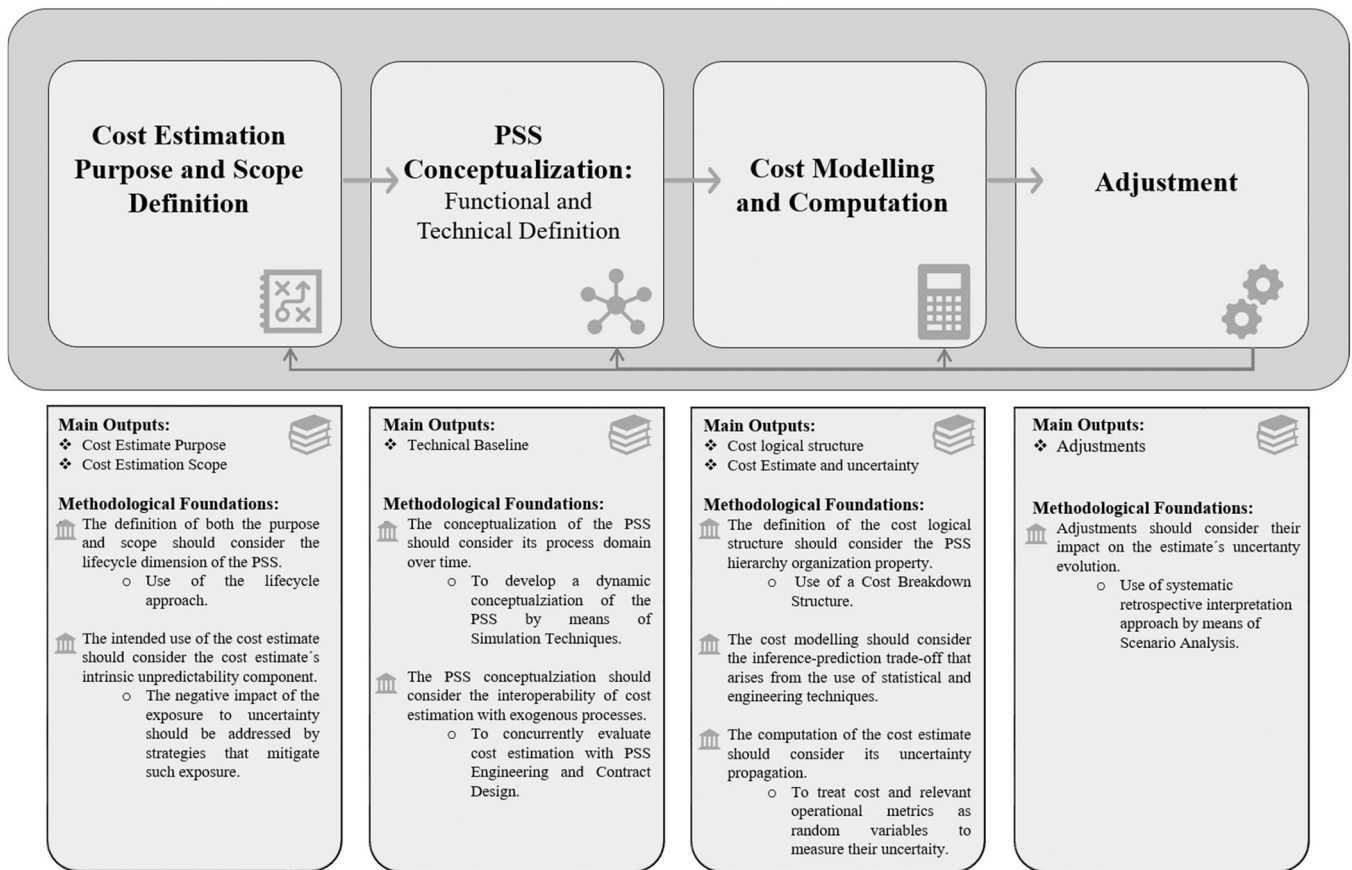 Cost Estimation
Purpose and Scope
Definition
PSS
Conceptualization:
Functional and
Technical Definition
Cost Modelling
and Computation
Adjustment
Main Outputs:
❖ Cost Estimate Purpose
❖ Cost Estimation Scope
Methodological Foundations:
The definition of both the purpose
and scope should consider the
lifecycle dimension of the PSS.
o Use of the lifecycle
approach.
The intended use of the cost estimate
should consider the cost estimate´s
intrinsic unpredictability component.
o The negative impact of the
exposure to uncertainty
should be addressed by
strategies that mitigate
such exposure.
Main Outputs:
❖ Technical Baseline
Methodological Foundations:
The conceptualization of the PSS
should consider its process domain
over time.
o To develop a dynamic
conceptualziation of the
PSS by means of
Simulation Techniques.
The PSS conceptualziation should
consider the interoperability of cost
estimation with exogenous processes.
o To concurrently evaluate
cost estimation with PSS
Engineering and Contract
Design.
Main Outputs:
❖ Cost logical structure
❖ Cost Estimate and uncertainty
Methodological Foundations:
The definition of the cost logical
structure should consider the PSS
hierarchy organization property.
o Use of a Cost Breakdown
Structure.
The cost modelling should consider
the inference-prediction trade-off that
arises from the use of statistical and
engineering techniques.
The computation of the cost estimate
should consider its uncertainty
propagation.
o To treat cost and relevant
operational metrics as
random variables to
measure their uncertaity.
Main Outputs:
❖ Adjustments
Methodological Foundations:
Adjustments should consider their
impact on the estimate´s uncertanty
evolution.
o Use of systematic
retrospective interpretation
approach by means of
Scenario Analysis.